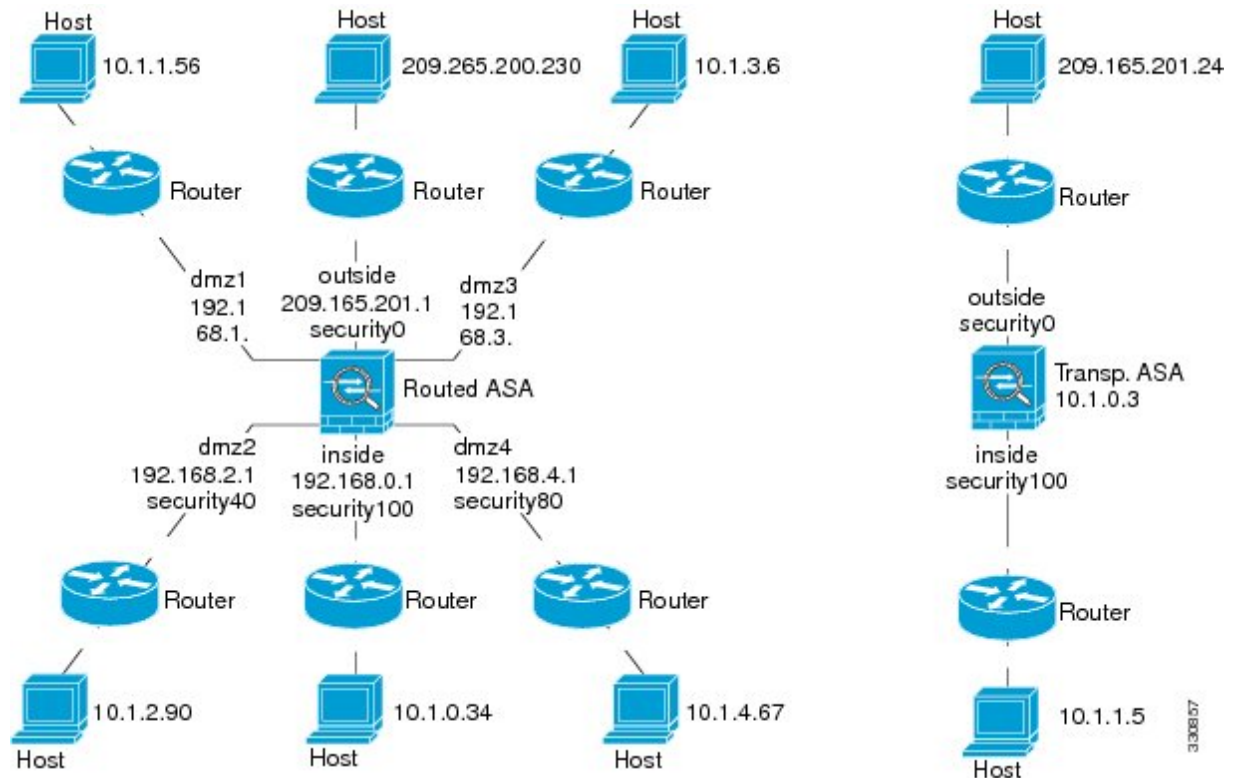 Host
10.1.1.56
Host
209.265.200.230
Host
10.1.3.6
Host
209.165.201.24
Router
Router
Router
Router
dmz1
192.1
68.1.
outside
209.165.201.1
security0
dmz3
192.1
68.3.
outside
security0
Routed ASA
Transp. ASA
10.1.0.3
dmz2
192.168.2.1
security40
inside
192.168.0.1
security100
dmz4
192.168.4.1
security80
inside
security100
Router
Router
Router
Router
10.1.2.90
Host
10.1.0.34
Host
10.1.4.67
Host
10.1.1.5
Host
330857